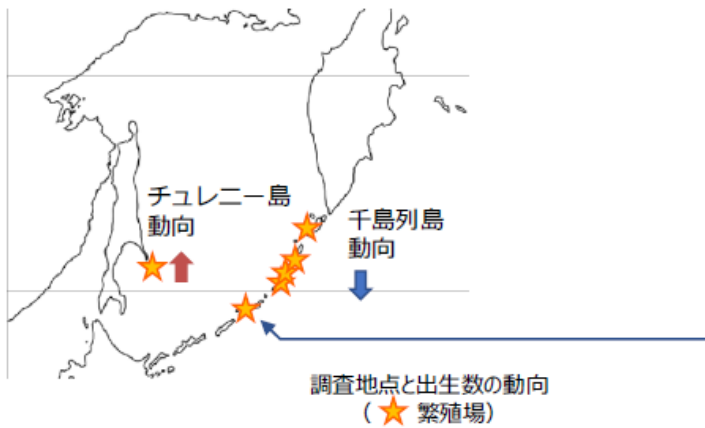 チュレニー島
動向
千島列島
動向
調査地点と出生数の動向
（ 繁殖場）